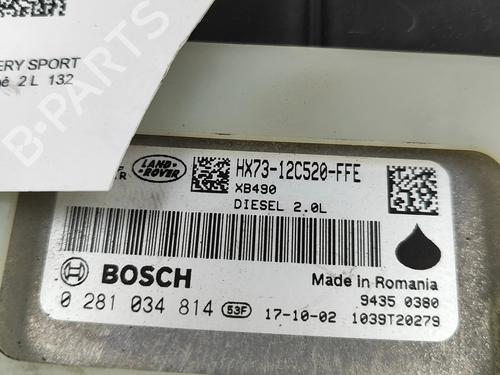 ERY SPORT
2L 132
B-PARTS
LAND-ROVER
HX73-12C520-FFE
XB490
DIESEL 2.0L
BOSCH
Made in Romania
0 281 034 814 53F
9435 0380
17-10-02 1039T20279